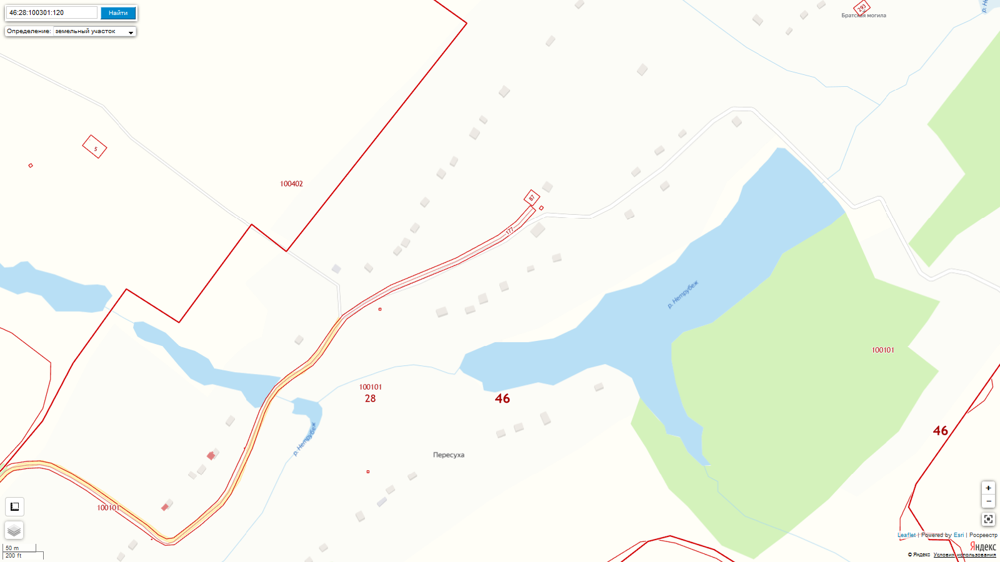 46:28:100301:120
Найти
Определение: земельный участок
293
Братская могила
р. Не
5
100402
87
177
р. Нетрубеж
100101
100101
28
46
46
р. Нетрубеж
Пересуха
100101
+
−
50 m
200 ft
Leaflet | Powered by Esri | Росреестр
Яндекс
© Яндекс Условия использования